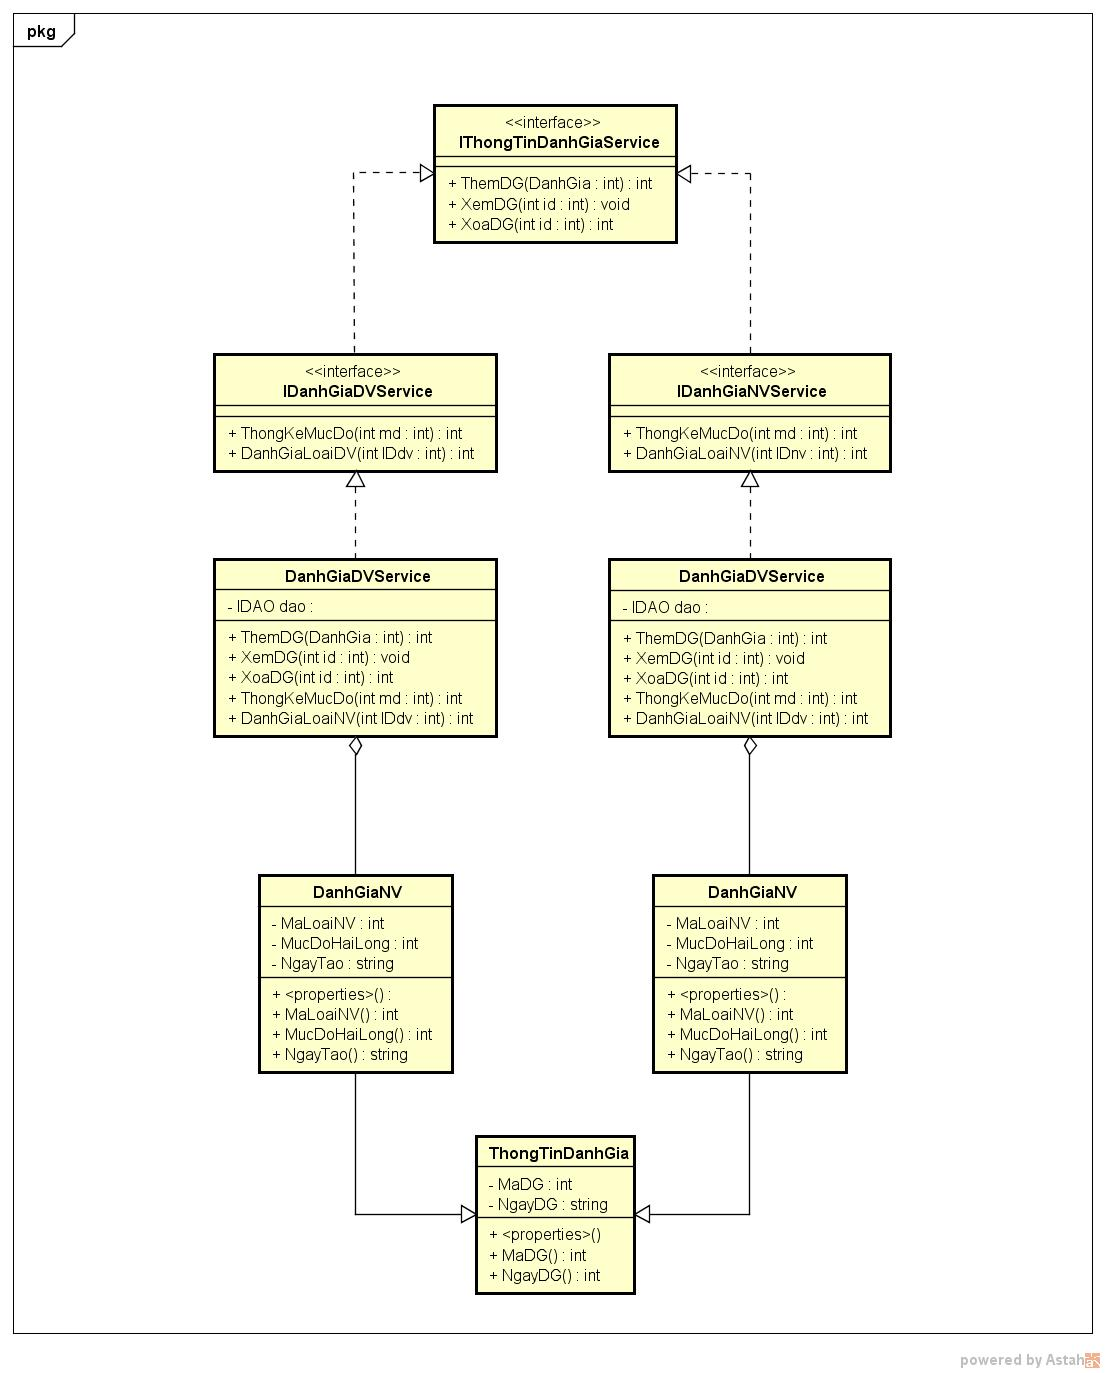 pkg
<<interface>>
IThongTinDanhGiaService
+ ThemDG(DanhGia : int) : int
+ XemDG(int id : int) : void
+ XoaDG(int id : int) : int
<<interface>>
IDanhGiaDVService
+ ThongKeMucDo(int md : int) : int
+ DanhGiaLoaiDV(int IDdv : int) : int
<<interface>>
IDanhGiaNVService
+ ThongKeMucDo(int md : int) : int
+ DanhGiaLoaiNV(int IDnv : int) : int
DanhGiaDVService
- IDAO dao :
+ ThemDG(DanhGia : int) : int
+ XemDG(int id : int) : void
+ XoaDG(int id : int) : int
+ ThongKeMucDo(int md : int) : int
+ DanhGiaLoaiNV(int IDdv : int) : int
DanhGiaDVService
- IDAO dao :
+ ThemDG(DanhGia : int) : int
+ XemDG(int id : int) : void
+ XoaDG(int id : int) : int
+ ThongKeMucDo(int md : int) : int
+ DanhGiaLoaiNV(int IDdv : int) : int
DanhGiaNV
- MaLoaiNV : int
- MucDoHaiLong : int
- NgayTao : string
+ <properties>() :
+ MaLoaiNV() : int
+ MucDoHaiLong() : int
+ NgayTao() : string
DanhGiaNV
- MaLoaiNV : int
- MucDoHaiLong : int
- NgayTao : string
+ <properties>() :
+ MaLoaiNV() : int
+ MucDoHaiLong() : int
+ NgayTao() : string
ThongTinDanhGia
- MaDG : int
- NgayDG : string
+ <properties>()
+ MaDG() : int
+ NgayDG() : int
powered by Astah